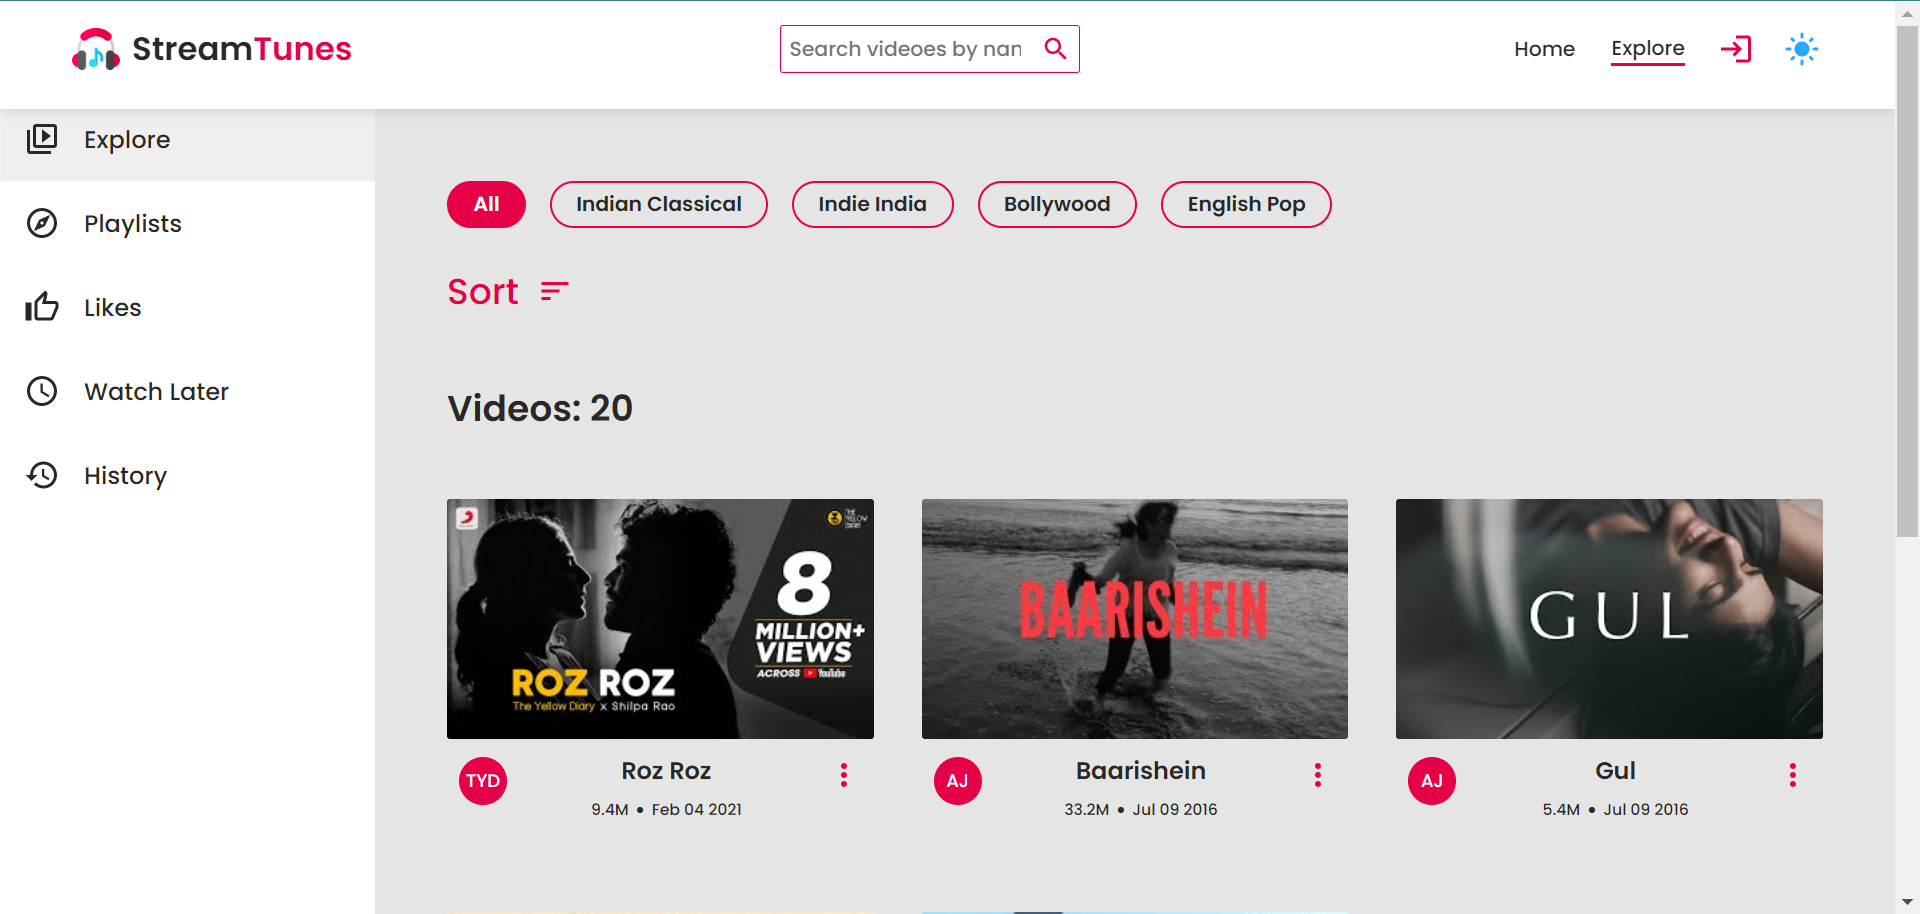 StreamTunes
Search videoes by nan
Home
Explore
Explore
Playlists
Likes
Watch Later
History
All
Indian Classical
Indie India
Bollywood
English Pop
Sort
Videos: 20
THE
YELLOW
DIARY
8
MILLION+
VIEWS
ACROSS YouTube
ROZ ROZ
The Yellow Diary x Shilpa Rao
BAARISHEIN
GUL
TYD
Roz Roz
9.4M • Feb 04 2021
AJ
Baarishein
33.2M • Jul 09 2016
AJ
Gul
5.4M • Jul 09 2016